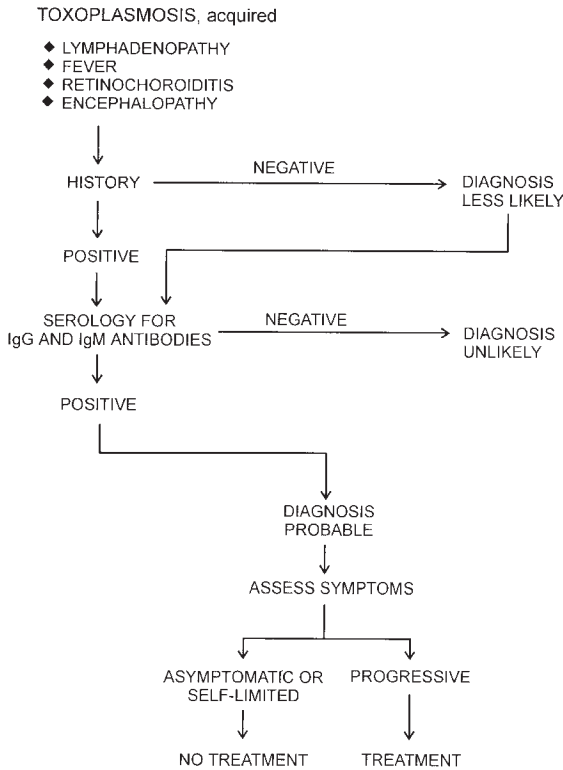 TOXOPLASMOSIS, acquired
◆ LYMPHADENOPATHY
◆ FEVER
◆ RETINOCHOROIDITIS
◆ ENCEPHALOPATHY
HISTORY
NEGATIVE
DIAGNOSIS
LESS LIKELY
POSITIVE
SEROLOGY FOR
IgG AND IgM ANTIBODIES
NEGATIVE
DIAGNOSIS
UNLIKELY
POSITIVE
DIAGNOSIS
PROBABLE
ASSESS SYMPTOMS
ASYMPTOMATIC OR
SELF-LIMITED
PROGRESSIVE
NO TREATMENT
TREATMENT